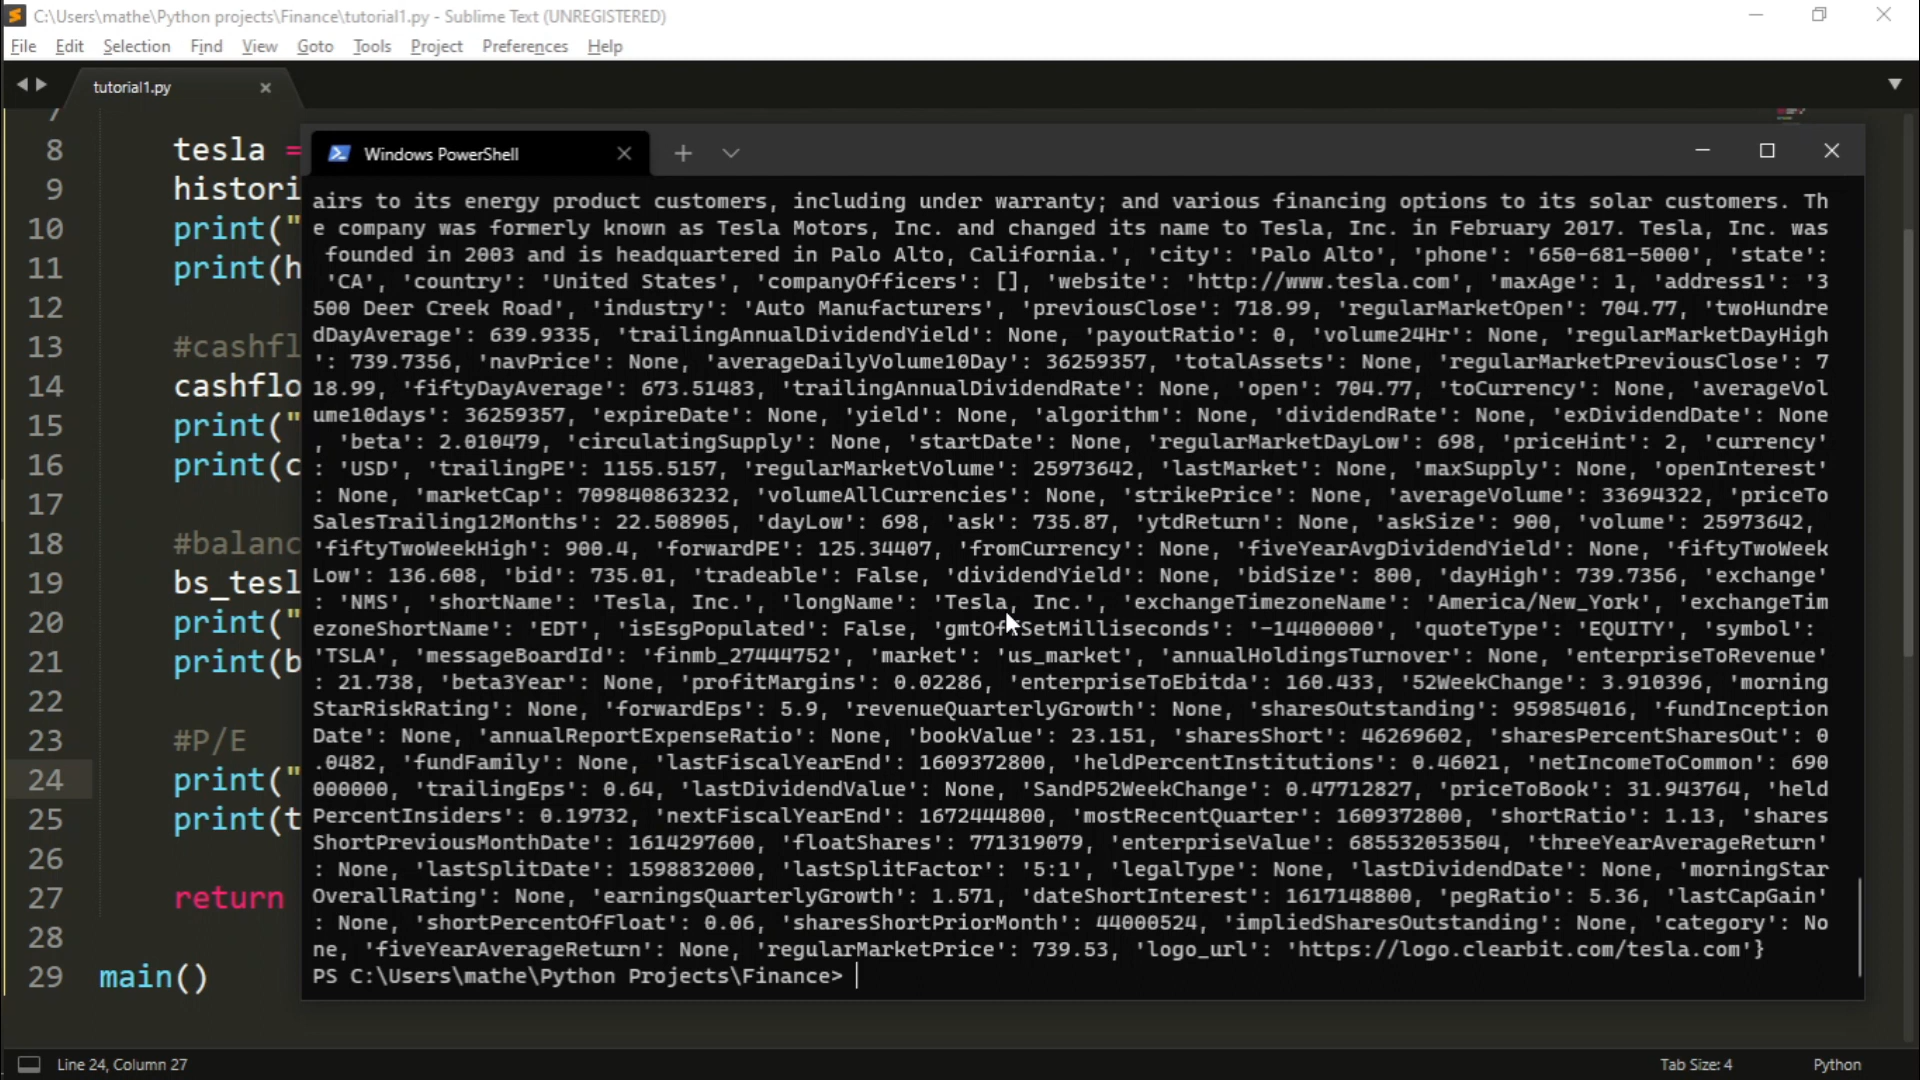 C:\Users\mathe\Python projects\Finance\tutorial1.py - Sublime Text (UNREGISTERED)
File Edit Selection Find View Goto Tools Project Preferences Help
tutorial1.py
7
8 tesla =
9 histori
10 print("
11 print(h
12
13 #cashfl
14 cashflo
15 print("
16 print(c
17
18 #balanc
19 bs_tesl
20 print("
21 print(b
22
23 #P/E
24 print("
25 print(t
26
27 return
28
29 main()
Windows PowerShell
airs to its energy product customers, including under warranty; and various financing options to its solar customers. Th
e company was formerly known as Tesla Motors, Inc. and changed its name to Tesla, Inc. in February 2017. Tesla, Inc. was
founded in 2003 and is headquartered in Palo Alto, California.', 'city': 'Palo Alto', 'phone': '650-681-5000', 'state':
'CA', 'country': 'United States', 'companyOfficers': [], 'website': 'http://www.tesla.com', 'maxAge': 1, 'address1': '3
500 Deer Creek Road', 'industry': 'Auto Manufacturers', 'previousClose': 718.99, 'regularMarketOpen': 704.77, 'twoHundre
dDayAverage': 639.9335, 'trailingAnnualDividendYield': None, 'payoutRatio': 0, 'volume24Hr': None, 'regularMarketDayHigh
': 739.7356, 'navPrice': None, 'averageDailyVolume10Day': 36259357, 'totalAssets': None, 'regularMarketPreviousClose': 7
18.99, 'fiftyDayAverage': 673.51483, 'trailingAnnualDividendRate': None, 'open': 704.77, 'toCurrency': None, 'averageVol
ume10days': 36259357, 'expireDate': None, 'yield': None, 'algorithm': None, 'dividendRate': None, 'exDividendDate': None
, 'beta': 2.010479, 'circulatingSupply': None, 'startDate': None, 'regularMarketDayLow': 698, 'priceHint': 2, 'currency'
: 'USD', 'trailingPE': 1155.5157, 'regularMarketVolume': 25973642, 'lastMarket': None, 'maxSupply': None, 'openInterest'
: None, 'marketCap': 709840863232, 'volumeAllCurrencies': None, 'strikePrice': None, 'averageVolume': 33694322, 'priceTo
SalesTrailing12Months': 22.508905, 'dayLow': 698, 'ask': 735.87, 'ytdReturn': None, 'askSize': 900, 'volume': 25973642,
'fiftyTwoWeekHigh': 900.4, 'forwardPE': 125.34407, 'fromCurrency': None, 'fiveYearAvgDividendYield': None, 'fiftyTwoWeek
Low': 136.608, 'bid': 735.01, 'tradeable': False, 'dividendYield': None, 'bidSize': 800, 'dayHigh': 739.7356, 'exchange'
: 'NMS', 'shortName': 'Tesla, Inc.', 'longName': 'Tesla, Inc.', 'exchangeTimezoneName': 'America/New_York', 'exchangeTim
ezoneShortName': 'EDT', 'isEsgPopulated': False, 'gmtOffSetMilliseconds': '-14400000', 'quoteType': 'EQUITY', 'symbol':
'TSLA', 'messageBoardId': 'finmb_27444752', 'market': 'us_market', 'annualHoldingsTurnover': None, 'enterpriseToRevenue'
: 21.738, 'beta3Year': None, 'profitMargins': 0.02286, 'enterpriseToEbitda': 160.433, '52WeekChange': 3.910396, 'morning
StarRiskRating': None, 'forwardEps': 5.9, 'revenueQuarterlyGrowth': None, 'sharesOutstanding': 959854016, 'fundInception
Date': None, 'annualReportExpenseRatio': None, 'bookValue': 23.151, 'sharesShort': 46269602, 'sharesPercentSharesOut': 0
.0482, 'fundFamily': None, 'lastFiscalYearEnd': 1609372800, 'heldPercentInstitutions': 0.46021, 'netIncomeToCommon': 690
000000, 'trailingEps': 0.64, 'lastDividendValue': None, 'SandP52WeekChange': 0.47712827, 'priceToBook': 31.943764, 'held
PercentInsiders': 0.19732, 'nextFiscalYearEnd': 1672444800, 'mostRecentQuarter': 1609372800, 'shortRatio': 1.13, 'shares
ShortPreviousMonthDate': 1614297600, 'floatShares': 771319079, 'enterpriseValue': 685532053504, 'threeYearAverageReturn'
: None, 'lastSplitDate': 1598832000, 'lastSplitFactor': '5:1', 'legalType': None, 'lastDividendDate': None, 'morningStar
OverallRating': None, 'earningsQuarterlyGrowth': 1.571, 'dateShortInterest': 1617148800, 'pegRatio': 5.36, 'lastCapGain'
: None, 'shortPercentOfFloat': 0.06, 'sharesShortPriorMonth': 44000524, 'impliedSharesOutstanding': None, 'category': No
ne, 'fiveYearAverageReturn': None, 'regularMarketPrice': 739.53, 'logo_url': 'https://logo.clearbit.com/tesla.com'}
PS C:\Users\mathe\Python Projects\Finance>
Line 24, Column 27
Tab Size: 4
Python